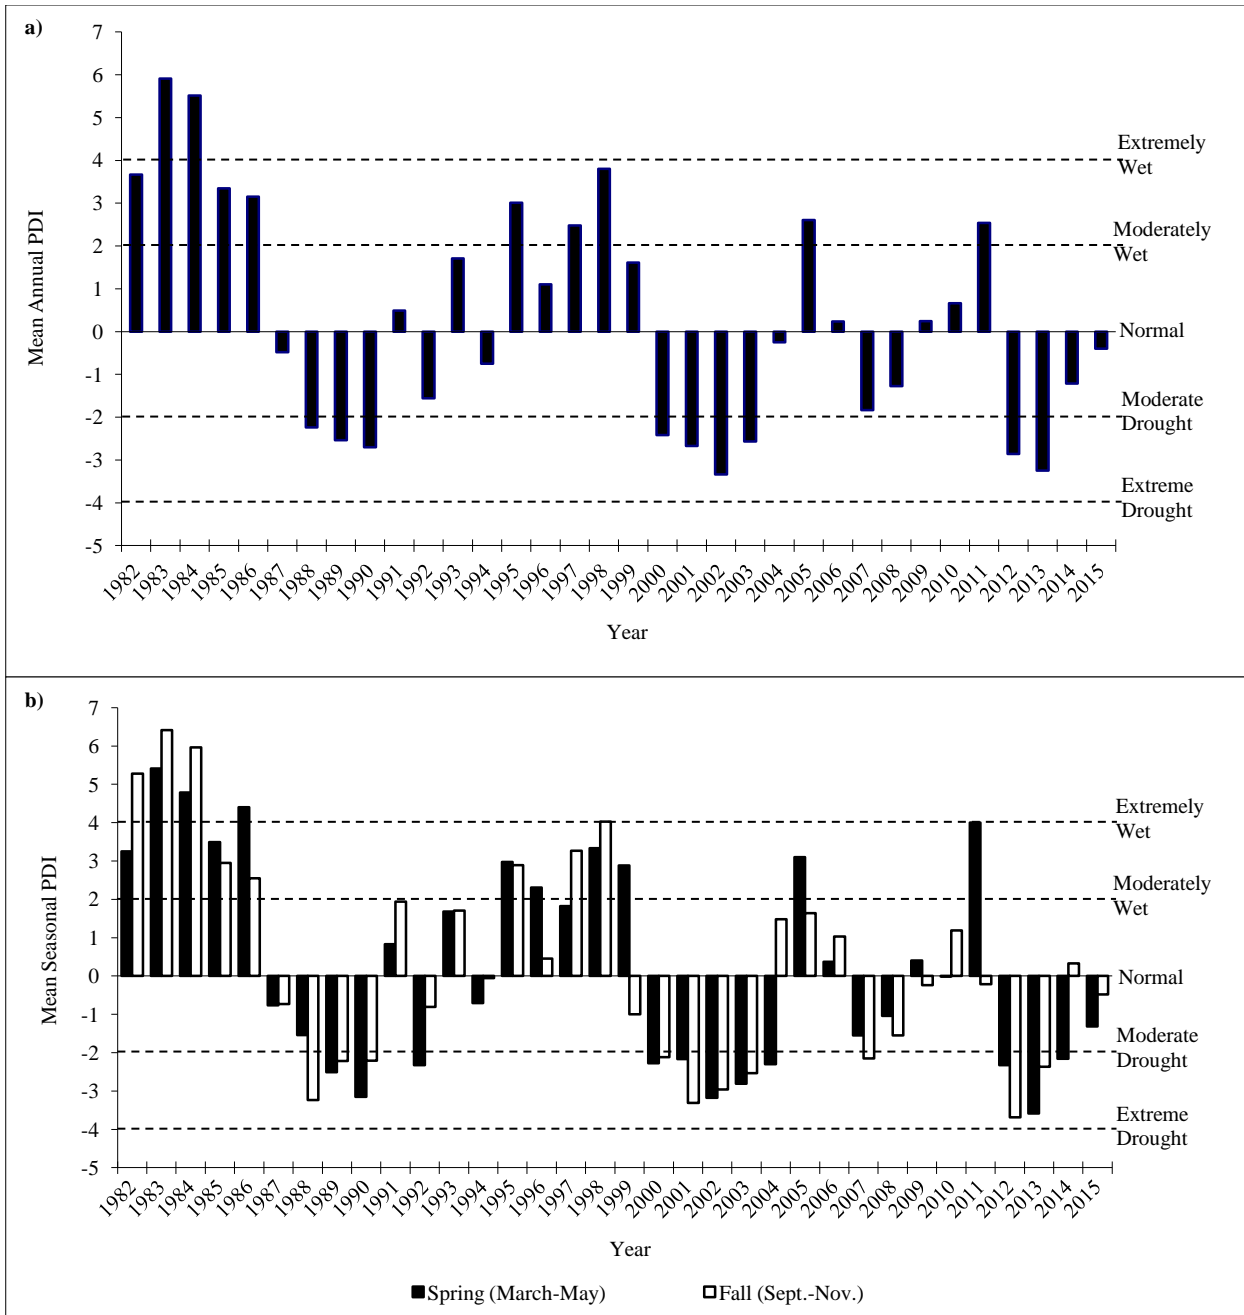 a)
7
6
5
4
3
2
1
0
-1
-2
-3
-4
-5
Mean Annual PDI
Extremely
Wet
Moderately
Wet
Normal
Moderate
Drought
Extreme
Drought
1982 1983 1984 1985 1986 1987 1988 1989 1990 1991 1992 1993 1994 1995 1996 1997 1998 1999 2000 2001 2002 2003 2004 2005 2006 2007 2008 2009 2010 2011 2012 2013 2014 2015
Year
b)
7
6
5
4
3
2
1
0
-1
-2
-3
-4
-5
Mean Seasonal PDI
Extremely
Wet
Moderately
Wet
Normal
Moderate
Drought
Extreme
Drought
1982 1983 1984 1985 1986 1987 1988 1989 1990 1991 1992 1993 1994 1995 1996 1997 1998 1999 2000 2001 2002 2003 2004 2005 2006 2007 2008 2009 2010 2011 2012 2013 2014 2015
Year
Spring (March-May) Fall (Sept.-Nov.)